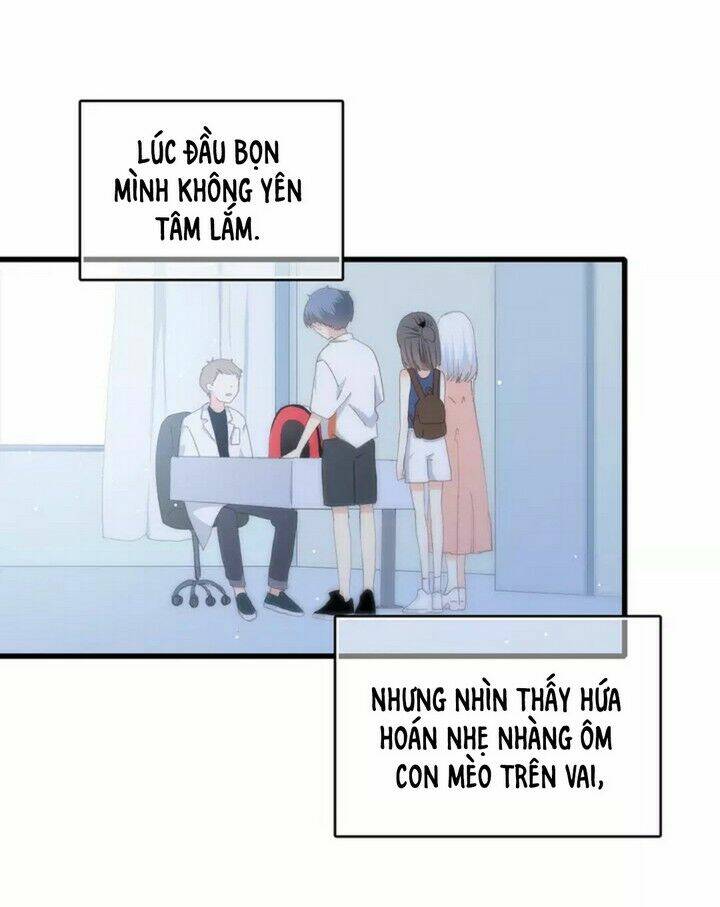 LÚC ĐẦU BỌN
MÌNH KHÔNG YÊN
TÂM LẮM.
NHƯNG NHÌN THẤY HỨA
HOÁN NHẸ NHÀNG ÔM
CON MÈO TRÊN VAI,